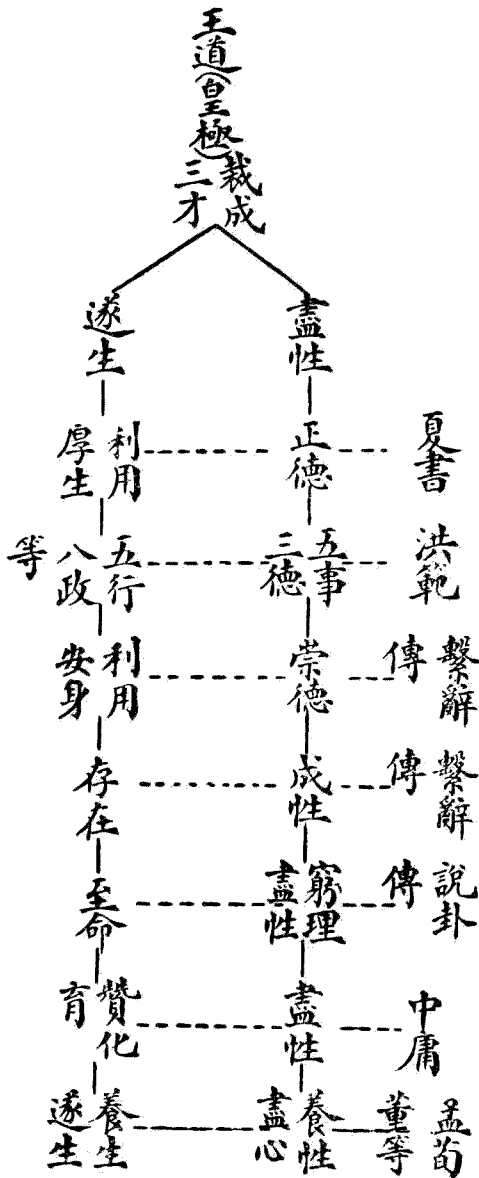 王道(皇極)裁成三才
盡性
遂生
夏書
正德
利用厚生
洪範
五事三德
五行八政等
繫辭傳
崇德
利用安身
繫辭傳
成性
存在
說卦傳
窮理盡性
至命
中庸
盡性
贊化育
孟荀董等
養性盡心
養生遂生